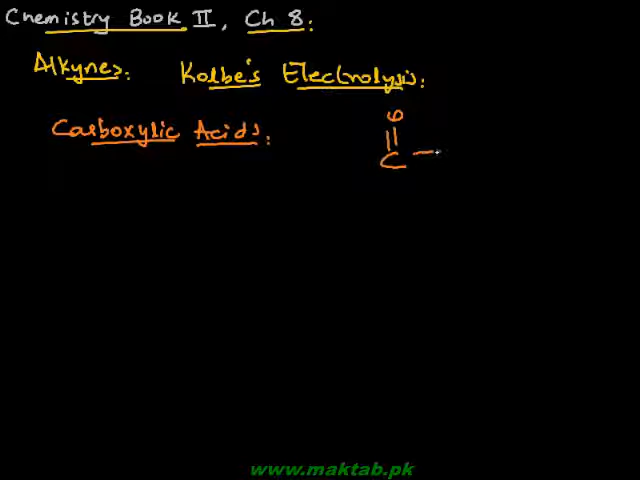 Chemistry Book II, Ch 8:
Alkynes: Kolbe's Electrolysis:
Carboxylic Acids:
O
||
C —
www.maktab.pk